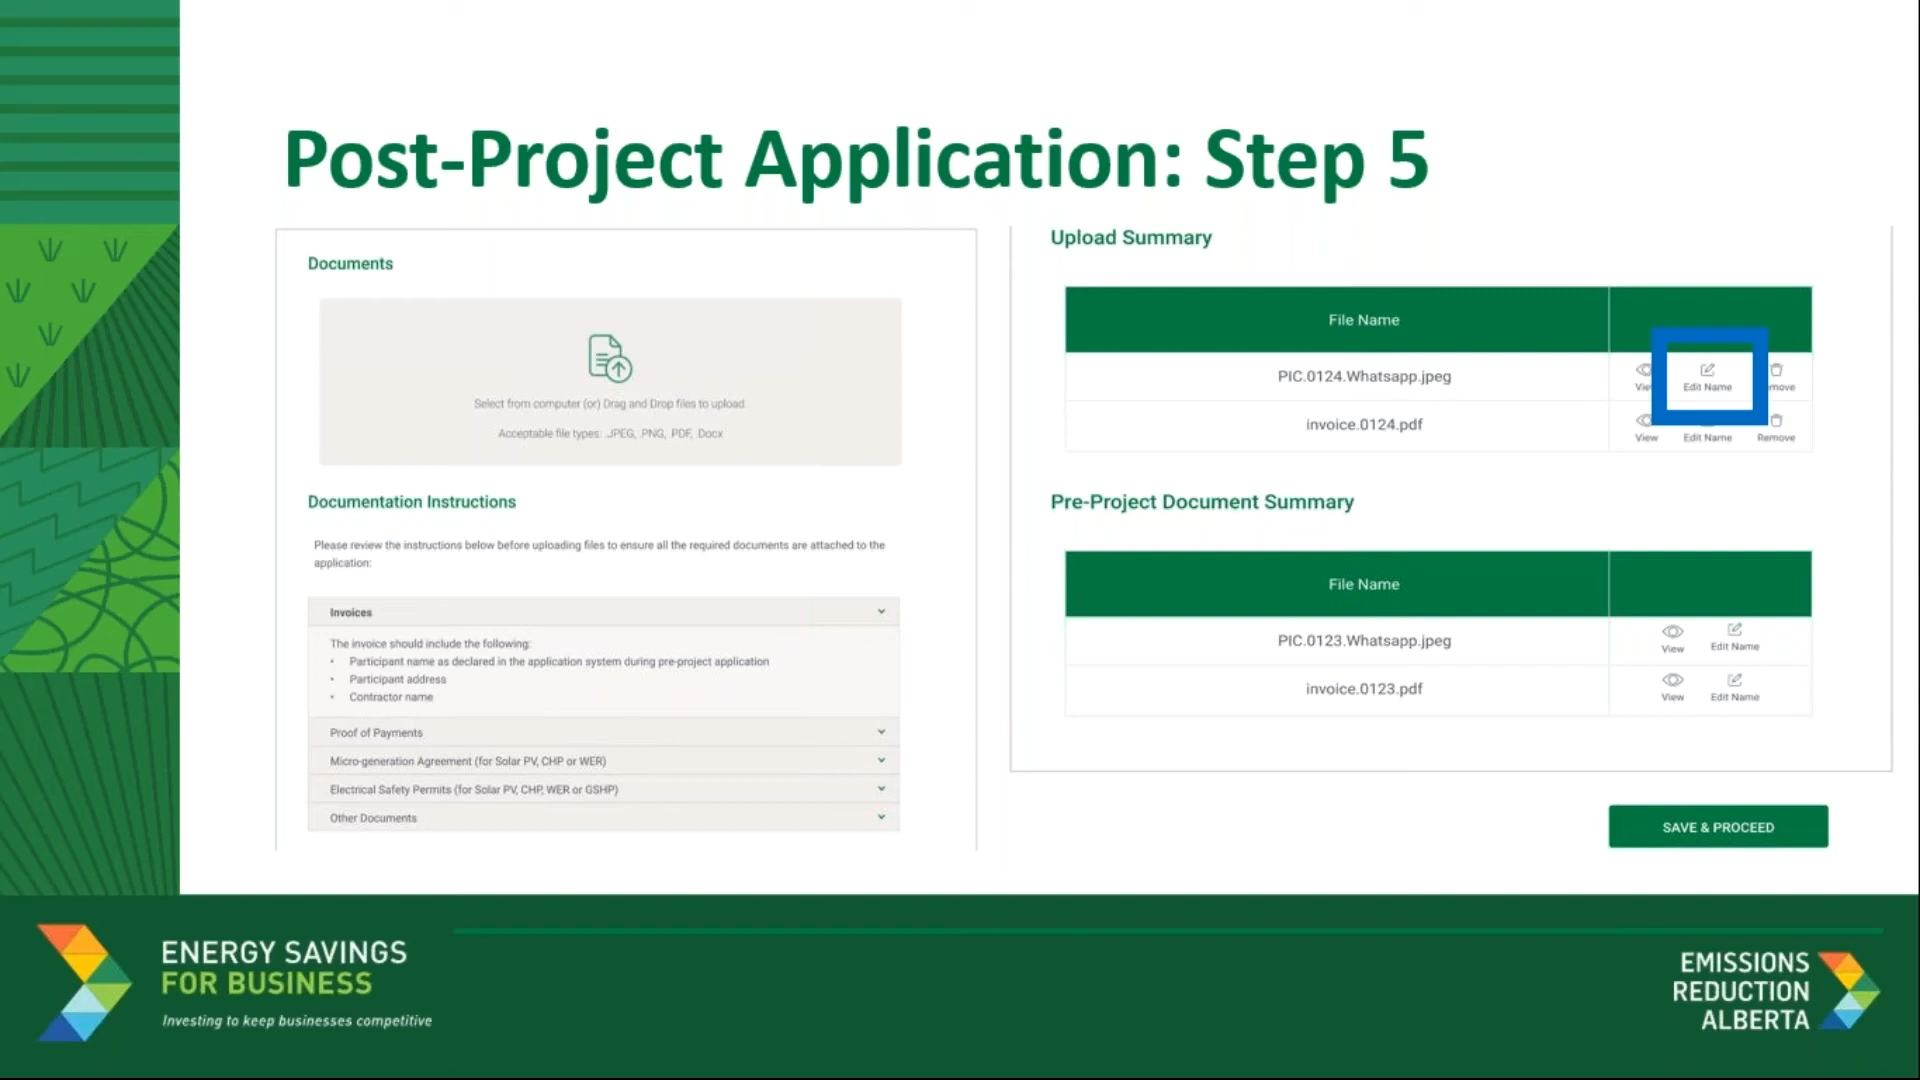 Post-Project Application: Step 5
Documents
Select from computer (or) Drag and Drop files to upload
Acceptable file types: .JPEG, .PNG, .PDF, .Docx
Documentation Instructions
Please review the instructions below before uploading files to ensure all the required documents are attached to the
application:
Invoices
The invoice should include the following:
• Participant name as declared in the application system during pre-project application
• Participant address
• Contractor name
Proof of Payments
Micro-generation Agreement (for Solar PV, CHP or WER)
Electrical Safety Permits (for Solar PV, CHP, WER or GSHP)
Other Documents
Upload Summary
File Name
PIC.0124.Whatsapp.jpeg
Vie Edit Name move
invoice.0124.pdf
View Edit Name Remove
Pre-Project Document Summary
File Name
PIC.0123.Whatsapp.jpeg
View Edit Name
invoice.0123.pdf
View Edit Name
SAVE & PROCEED
ENERGY SAVINGS
FOR BUSINESS
Investing to keep businesses competitive
EMISSIONS
REDUCTION
ALBERTA